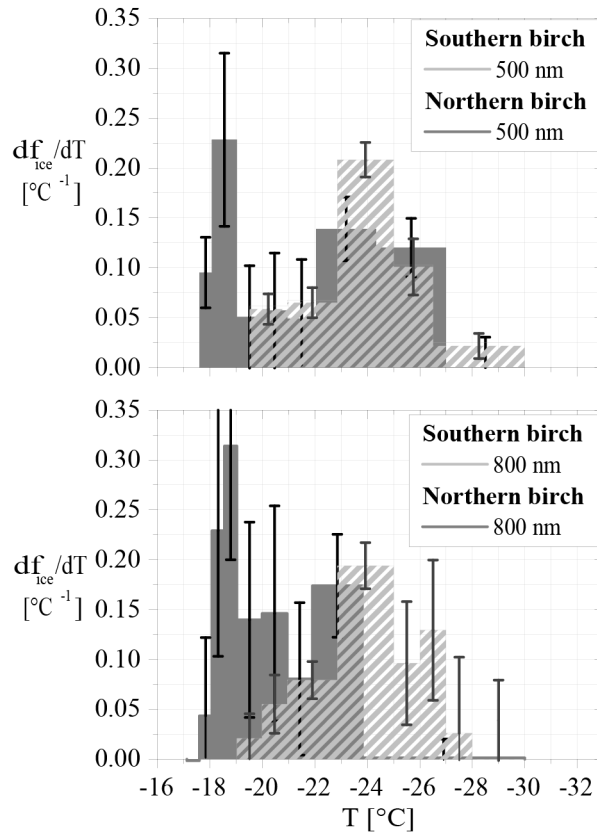 0.35
0.30
0.25
0.20
0.15
0.10
0.05
0.00
df_ice/dT
[°C ⁻¹]
Southern birch
500 nm
Northern birch
500 nm
0.35
0.30
0.25
0.20
0.15
0.10
0.05
0.00
df_ice/dT
[°C ⁻¹]
Southern birch
800 nm
Northern birch
800 nm
-16 -18 -20 -22 -24 -26 -28 -30 -32
T [°C]